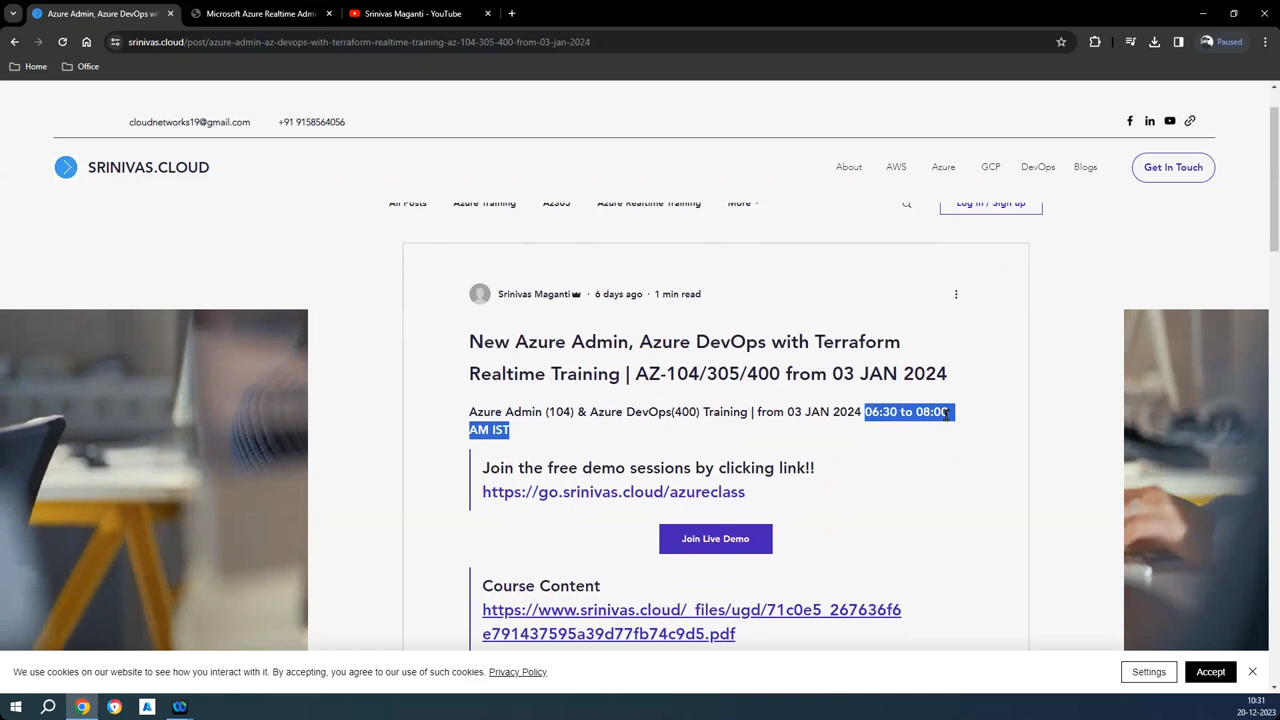 Azure Admin, Azure DevOps wi
Microsoft Azure Realtime Admi
Srinivas Maganti - YouTube
srinivas.cloud/post/azure-admin-az-devops-with-terraform-realtime-training-az-104-305-400-from-03-jan-2024
Paused
Home
Office
cloudnetworks19@gmail.com
+91 9158564056
SRINIVAS.CLOUD
About
AWS
Azure
GCP
DevOps
Blogs
Get In Touch
All Posts
Azure Training
AZ305
Azure Realtime Training
More
Log in / Sign up
Srinivas Maganti
6 days ago
1 min read
New Azure Admin, Azure DevOps with Terraform
Realtime Training | AZ-104/305/400 from 03 JAN 2024
Azure Admin (104) & Azure DevOps(400) Training | from 03 JAN 2024 06:30 to 08:00
AM IST
Join the free demo sessions by clicking link!!
https://go.srinivas.cloud/azureclass
Join Live Demo
Course Content
https://www.srinivas.cloud/_files/ugd/71c0e5_267636f6
e791437595a39d77fb74c9d5.pdf
We use cookies on our website to see how you interact with it. By accepting, you agree to our use of such cookies. Privacy Policy
Settings
Accept
10:31
20-12-2023